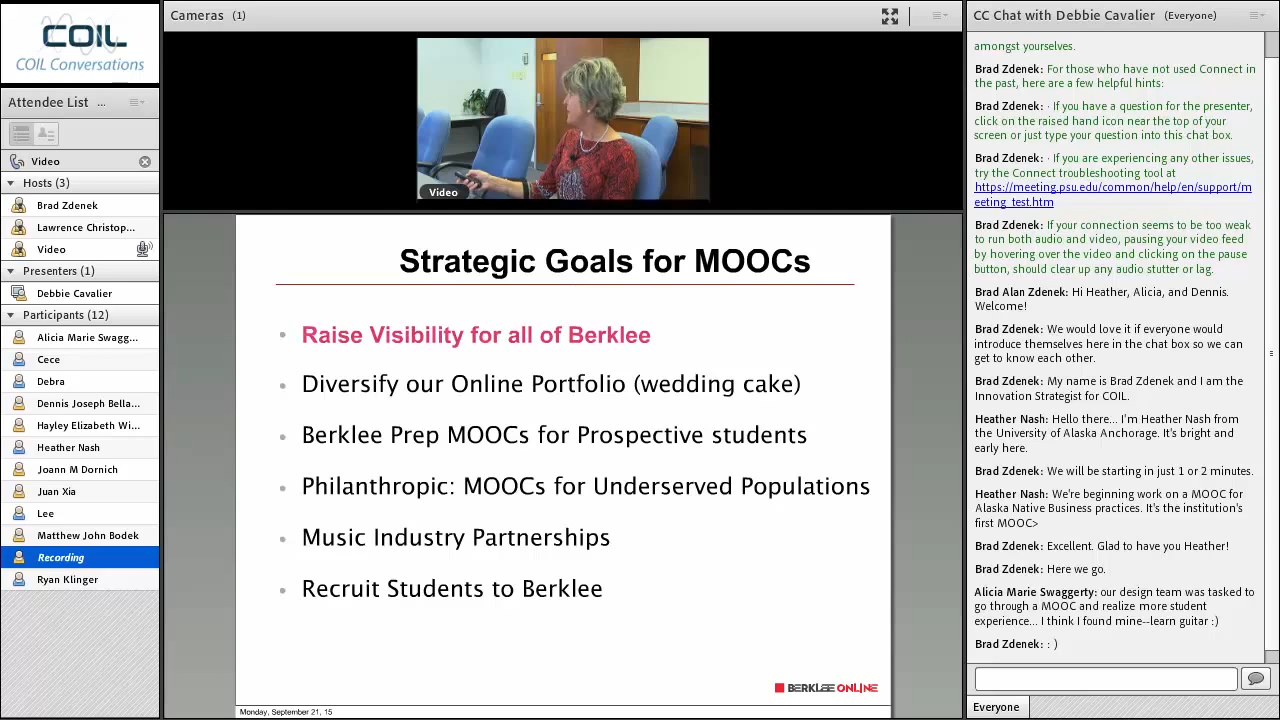 COIL
COIL Conversations
Attendee List ...
Video
Hosts (3)
Brad Zdenek
Lawrence Christop...
Video
Presenters (1)
Debbie Cavalier
Participants (12)
Alicia Marie Swagg...
Cece
Debra
Dennis Joseph Bella...
Hayley Elizabeth Wi...
Heather Nash
Joann M Dornich
Juan Xia
Lee
Matthew John Bodek
Recording
Ryan Klinger
Cameras (1)
Video
Strategic Goals for MOOCs
• Raise Visibility for all of Berklee
• Diversify our Online Portfolio (wedding cake)
• Berklee Prep MOOCs for Prospective students
• Philanthropic: MOOCs for Underserved Populations
• Music Industry Partnerships
• Recruit Students to Berklee
BERKLEE ONLINE
Monday, September 21, 15
CC Chat with Debbie Cavalier (Everyone)
amongst yourselves.
Brad Zdenek: For those who have not used Connect in
the past, here are a few helpful hints:
Brad Zdenek: · If you have a question for the presenter,
click on the raised hand icon near the top of your
screen or just type your question into this chat box.
Brad Zdenek: · If you are experiencing any other issues,
try the Connect troubleshooting tool at
https://meeting.psu.edu/common/help/en/support/m
eeting_test.htm
Brad Zdenek: If your connection seems to be too weak
to run both audio and video, pausing your video feed
by hovering over the video and clicking on the pause
button, should clear up any audio stutter or lag.
Brad Alan Zdenek: Hi Heather, Alicia, and Dennis.
Welcome!
Brad Zdenek: We would love it if everyone would
introduce themselves here in the chat box so we can
get to know each other.
Brad Zdenek: My name is Brad Zdenek and I am the
Innovation Strategist for COIL.
Heather Nash: Hello there... I'm Heather Nash from
the University of Alaska Anchorage. It's bright and
early here.
Brad Zdenek: We will be starting in just 1 or 2 minutes.
Heather Nash: We're beginning work on a MOOC for
Alaska Native Business practices. It's the institution's
first MOOC>
Brad Zdenek: Excellent. Glad to have you Heather!
Brad Zdenek: Here we go.
Alicia Marie Swaggerty: our design team was tasked to
go through a MOOC and realize more student
experience... I think I found mine--learn guitar :)
Brad Zdenek: : )
Everyone